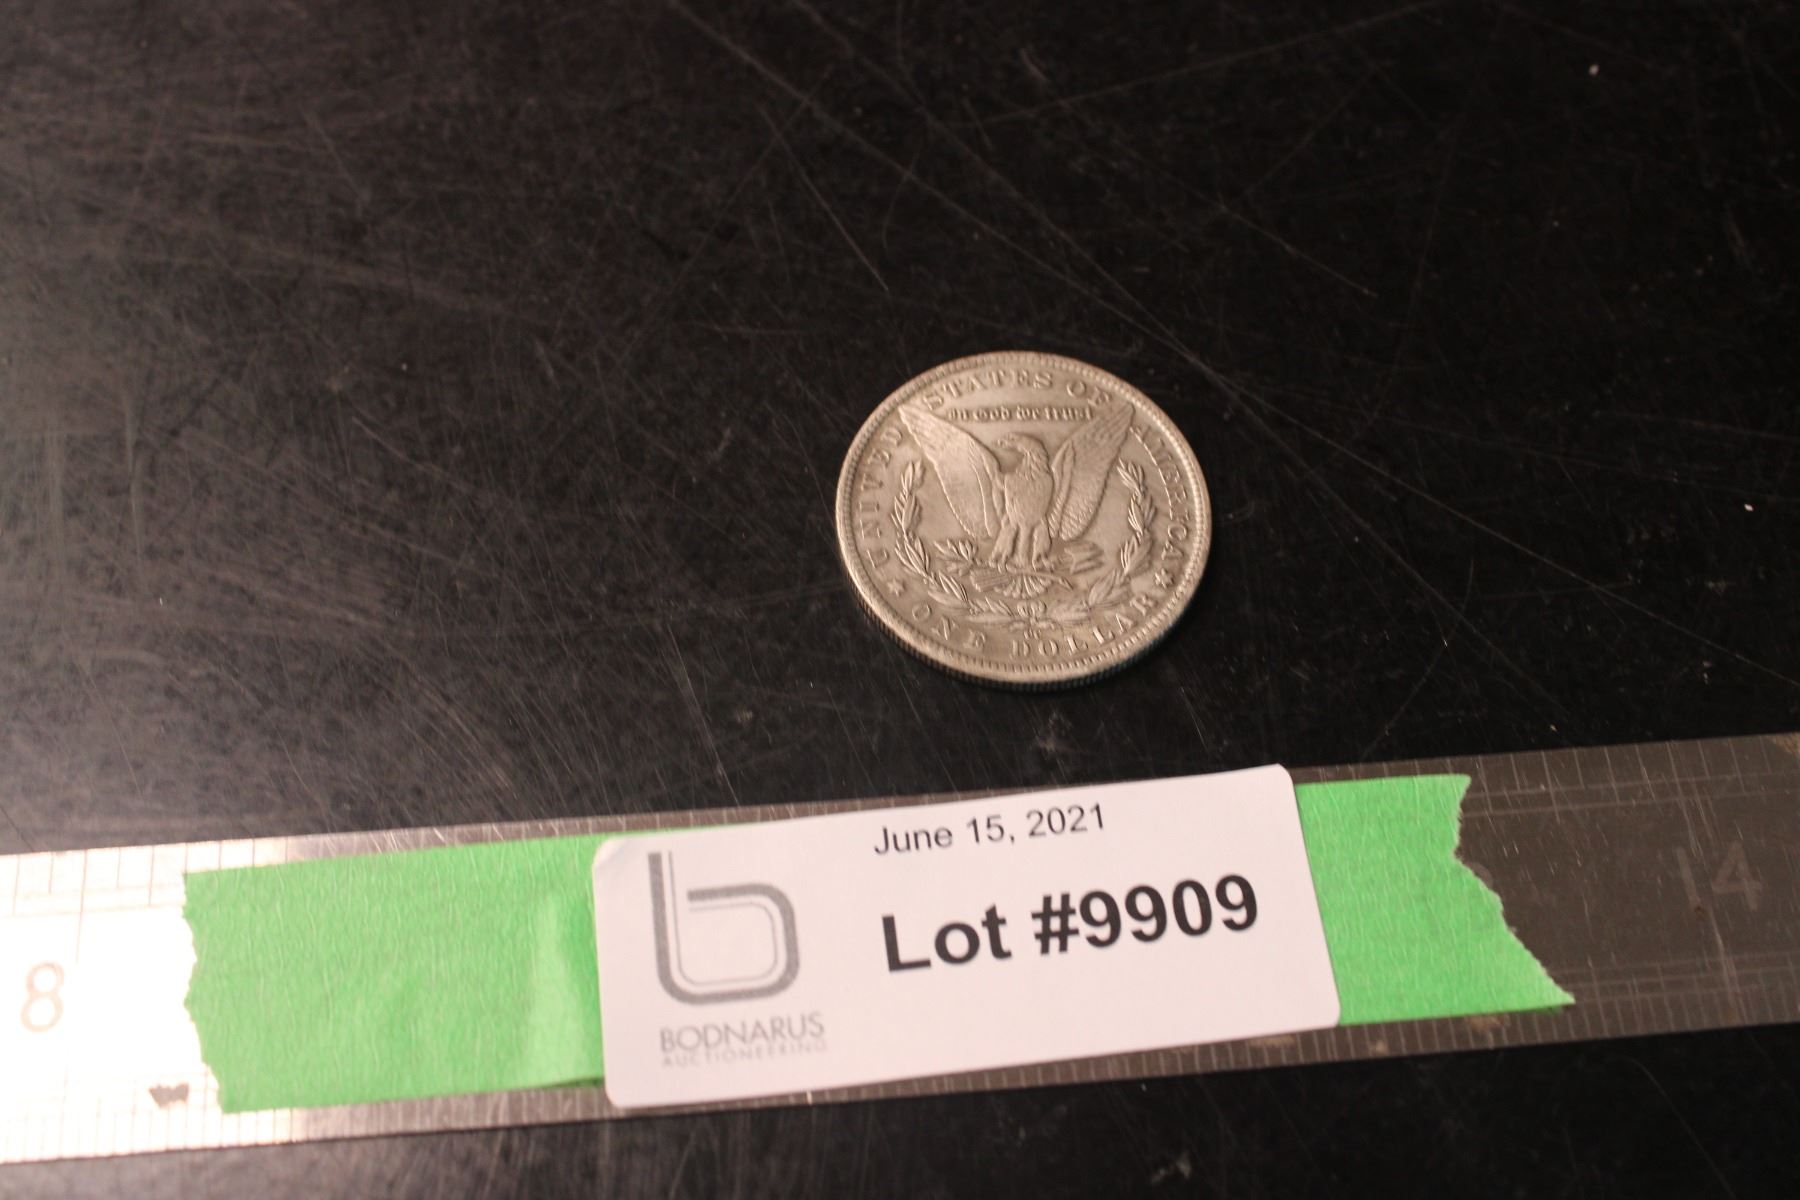 UNITED STATES OF AMERICA
In God we trust
ONE DOLLAR
June 15, 2021
Lot #9909
BODNARUS
AUCTIONEERING
8
14